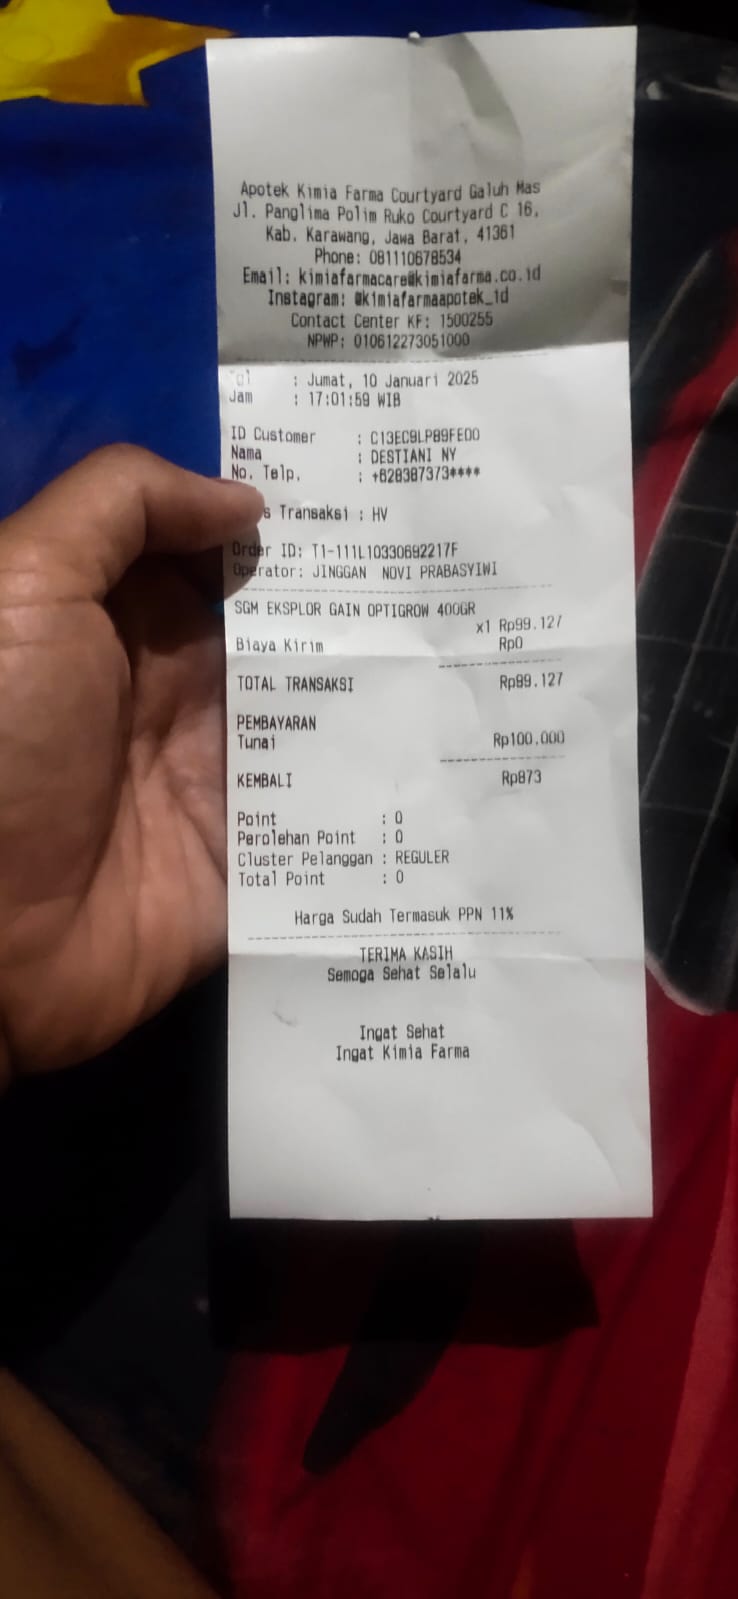 Apotek Kimia Farma Courtyard Galuh Mas
Jl. Panglima Polim Ruko Courtyard C 16,
Kab. Karawang, Jawa Barat, 41361
Phone: 081110678534
Email: kimiafarmacare@kimiafarma.co.id
Instagram: @kimiafarmaapotek_id
Contact Center KF: 1500255
NPWP: 010612273051000
Tgl : Jumat, 10 Januari 2025
Jam : 17:01:59 WIB
ID Customer : C13EC9LP89FEDO
Nama : DESTIANI NY
No. Telp. : +628387373****
s Transaksi : HV
Order ID: T1-111L10330692217F
Operator: JINGGAN NOVI PRABASYIWI
SGM EKSPLOR GAIN OPTIGROW 400GR
x1 Rp99.127
Biaya Kirim Rp0
TOTAL TRANSAKSI Rp99.127
PEMBAYARAN
Tunai Rp100.000
KEMBALI Rp873
Point : 0
Perolehan Point : 0
Cluster Pelanggan : REGULER
Total Point : 0
Harga Sudah Termasuk PPN 11%
TERIMA KASIH
Semoga Sehat Selalu
Ingat Sehat
Ingat Kimia Farma